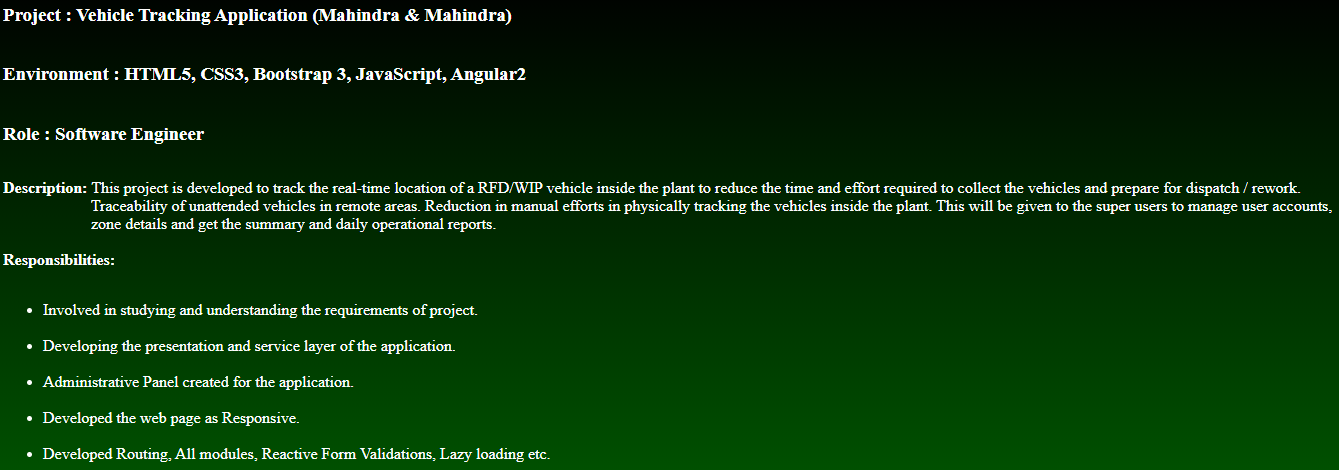 Project : Vehicle Tracking Application (Mahindra & Mahindra)
Environment : HTML5, CSS3, Bootstrap 3, JavaScript, Angular2
Role : Software Engineer
Description: This project is developed to track the real-time location of a RFD/WIP vehicle inside the plant to reduce the time and effort required to collect the vehicles and prepare for dispatch / rework.
Traceability of unattended vehicles in remote areas. Reduction in manual efforts in physically tracking the vehicles inside the plant. This will be given to the super users to manage user accounts,
zone details and get the summary and daily operational reports.
Responsibilities:
• Involved in studying and understanding the requirements of project.
• Developing the presentation and service layer of the application.
• Administrative Panel created for the application.
• Developed the web page as Responsive.
• Developed Routing, All modules, Reactive Form Validations, Lazy loading etc.